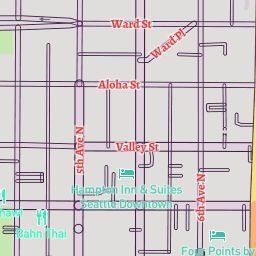 Ward St
Ward Pl
Aloha St
Valley St
5th Ave N
Hampton Inn & Suites
Seattle Downtown
6th Ave N
Bahn Thai
Four Points by